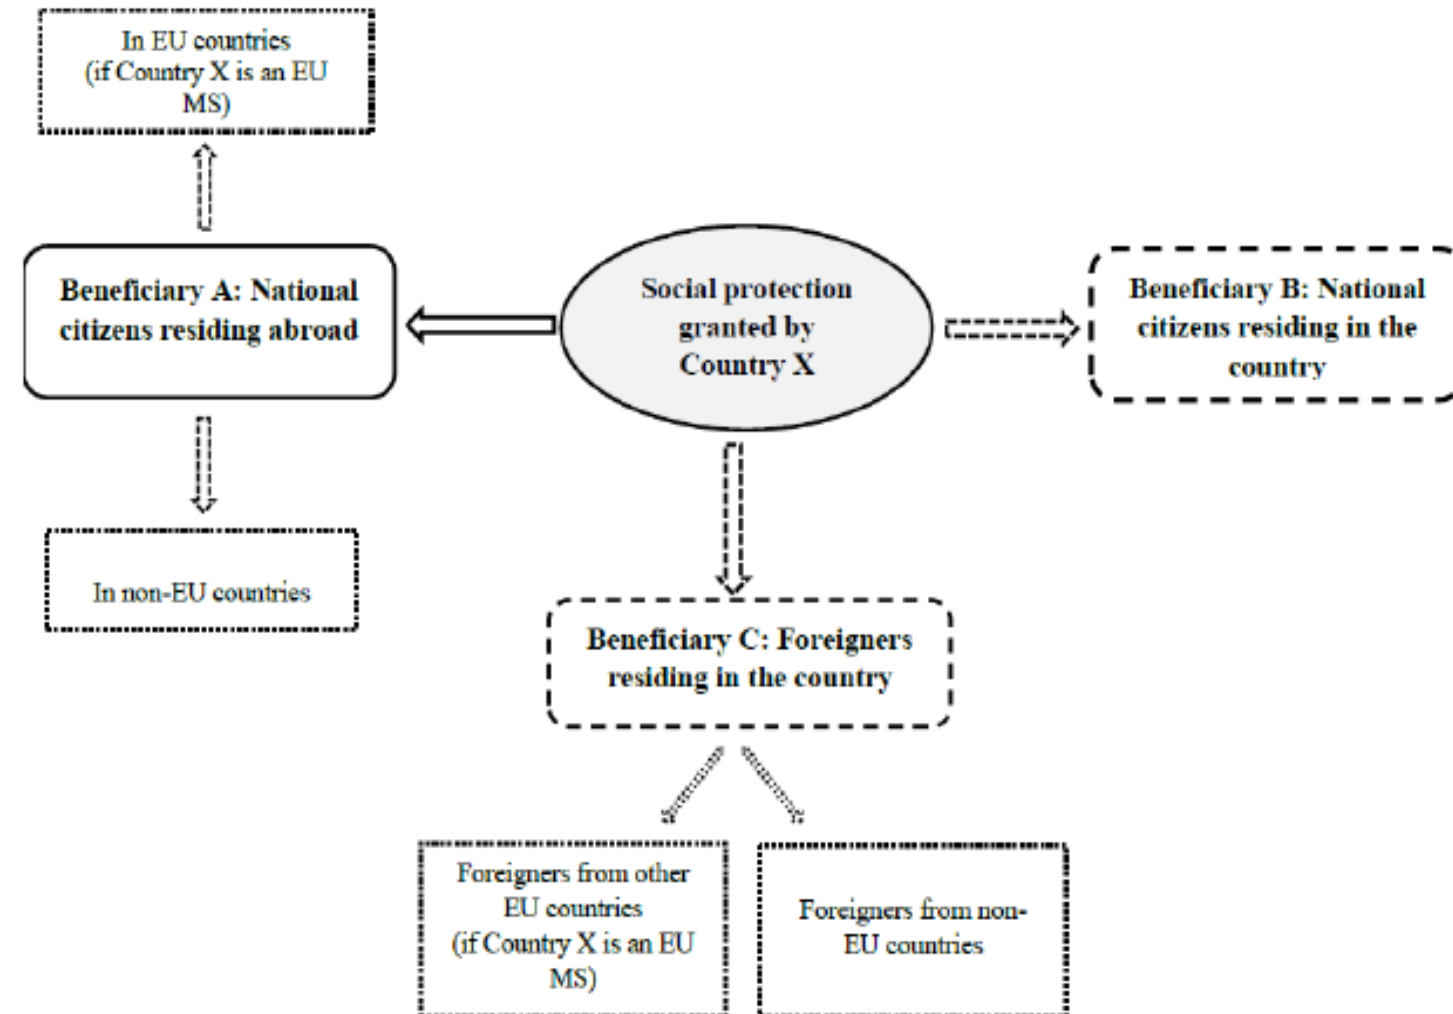 In EU countries
(if Country X is an EU
MS)
Beneficiary A: National
citizens residing abroad
Social protection
granted by
Country X
Beneficiary B: National
citizens residing in the
country
In non-EU countries
Beneficiary C: Foreigners
residing in the country
Foreigners from other
EU countries
(if Country X is an EU
MS)
Foreigners from non-
EU countries